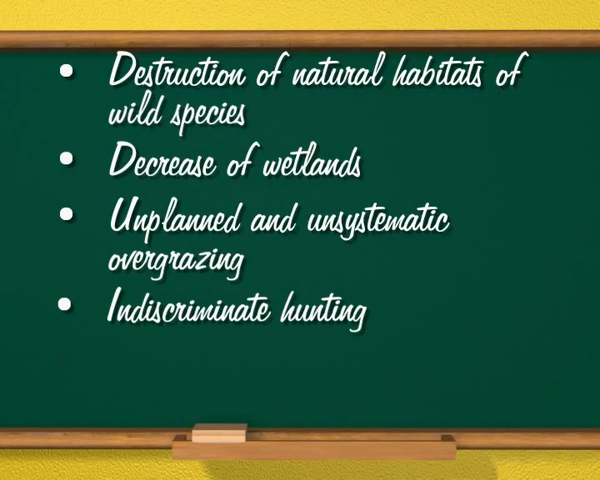 • Destruction of natural habitats of
wild species
• Decrease of wetlands
• Unplanned and unsystematic
overgrazing
• Indiscriminate hunting